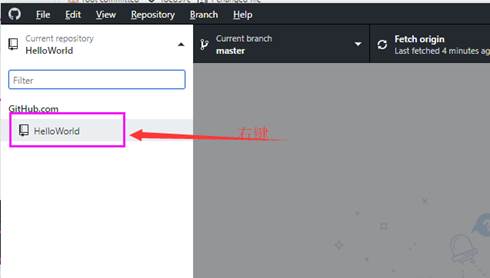 File Edit View Repository Branch Help
Current repository
HelloWorld
Current branch
master
Fetch origin
Last fetched 4 minutes ag
Filter
GitHub.com
HelloWorld
右键